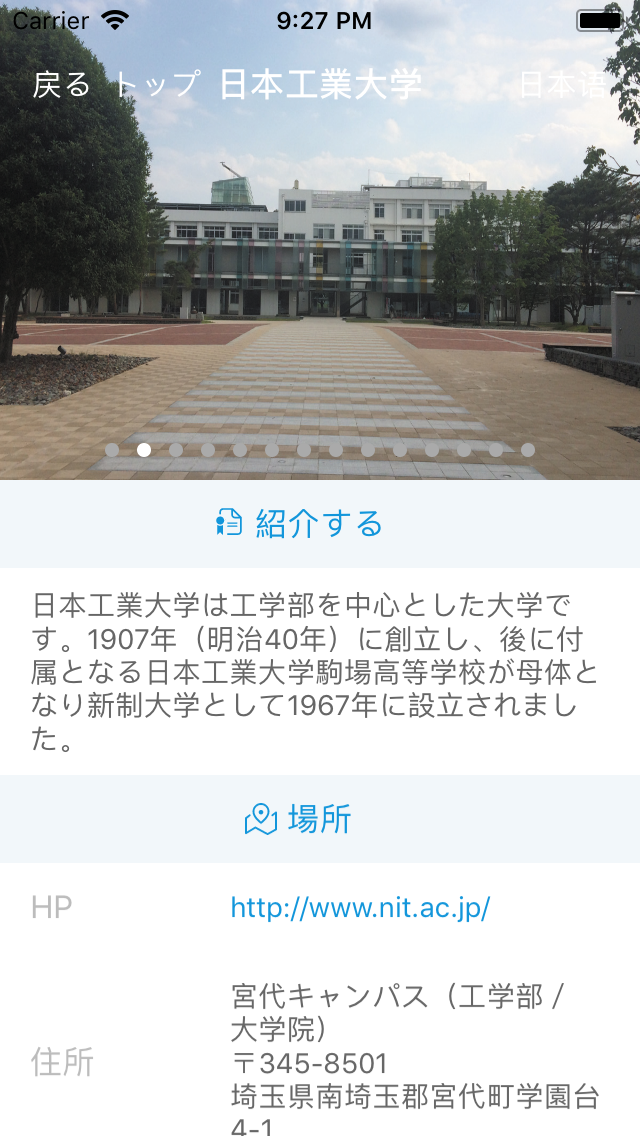 Carrier 9:27 PM
戻る トップ 日本工業大学 日本语
紹介する
日本工業大学は工学部を中心とした大学で
す。1907年（明治40年）に創立し、後に付
属となる日本工業大学駒場高等学校が母体と
なり新制大学として1967年に設立されまし
た。
場所
HP http://www.nit.ac.jp/
宮代キャンパス（工学部 /
大学院）
住所 〒345-8501
埼玉県南埼玉郡宮代町学園台
4-1